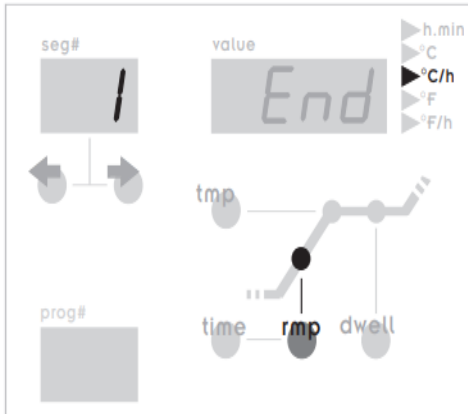 seg#
1
value
End
h.min
°C
°C/h
°F
°F/h
tmp
prog#
time rmp dwell